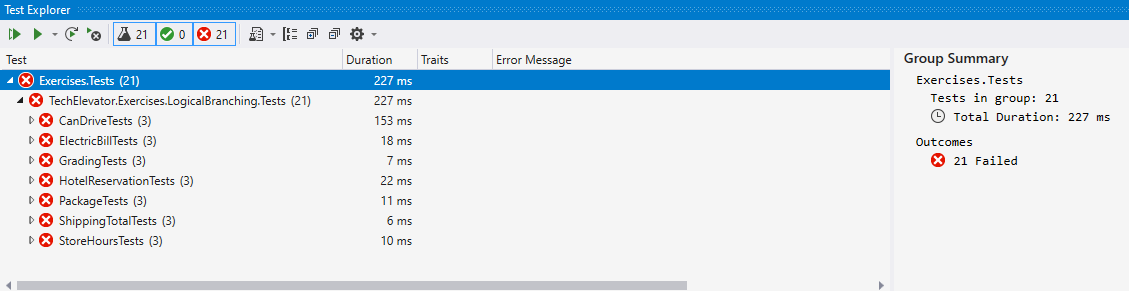 Test Explorer
21 0 21
Test Duration Traits Error Message
Exercises.Tests (21) 227 ms
TechElevator.Exercises.LogicalBranching.Tests (21) 227 ms
CanDriveTests (3) 153 ms
ElectricBillTests (3) 18 ms
GradingTests (3) 7 ms
HotelReservationTests (3) 22 ms
PackageTests (3) 11 ms
ShippingTotalTests (3) 6 ms
StoreHoursTests (3) 10 ms
Group Summary
Exercises.Tests
Tests in group: 21
Total Duration: 227 ms
Outcomes
21 Failed